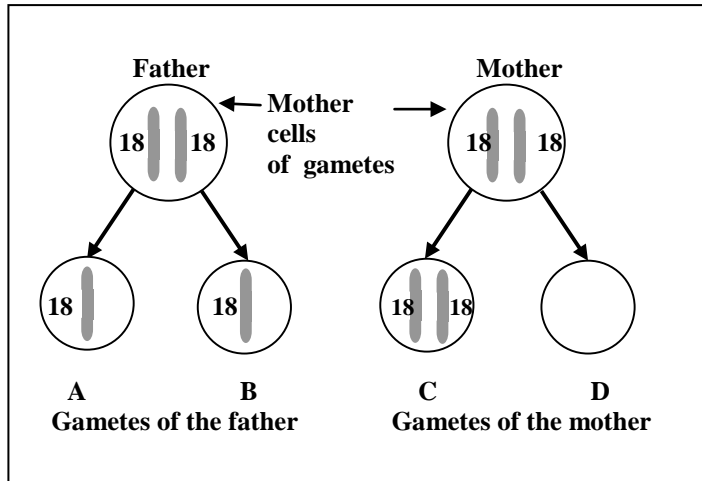 Father
Mother
Mother
cells
of gametes
18 18
18 18
18
18
18 18
A
B
C
D
Gametes of the father
Gametes of the mother